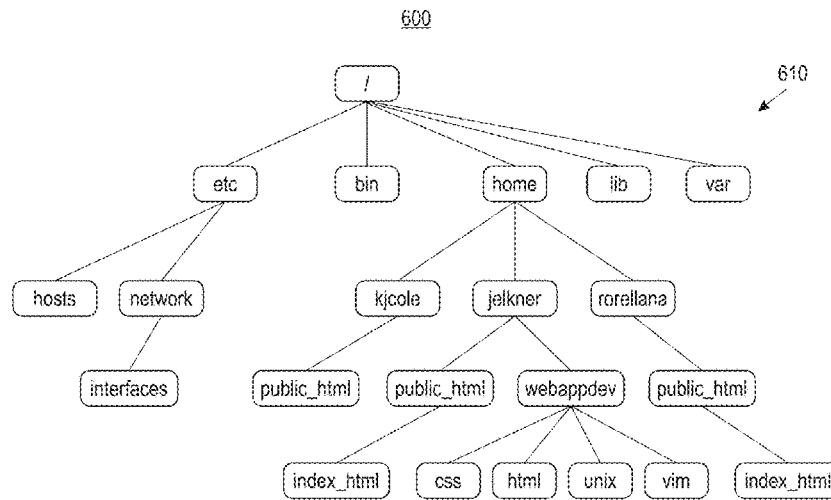 600
610
/
etc bin home lib var
hosts network kjcole jelkner rorellana
interfaces public_html public_html webappdev public_html
index_html css html unix vim index_html